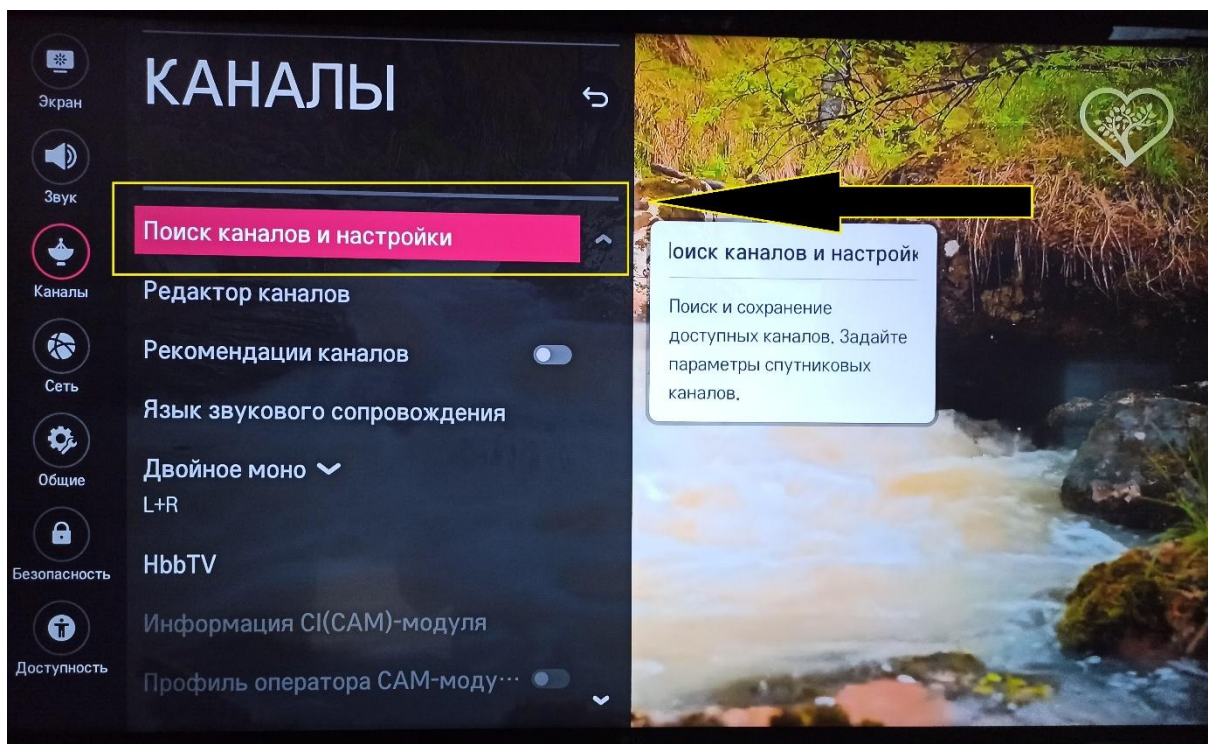 Экран
Звук
Каналы
Сеть
Общие
Безопасность
Доступность
КАНАЛЫ
Поиск каналов и настройки
Редактор каналов
Рекомендации каналов
Язык звукового сопровождения
Двойное моно
L+R
HbbTV
Информация CI(CAM)-модуля
Профиль оператора CAM-моду···
оиск каналов и настройк
Поиск и сохранение
доступных каналов. Задайте
параметры спутниковых
каналов.